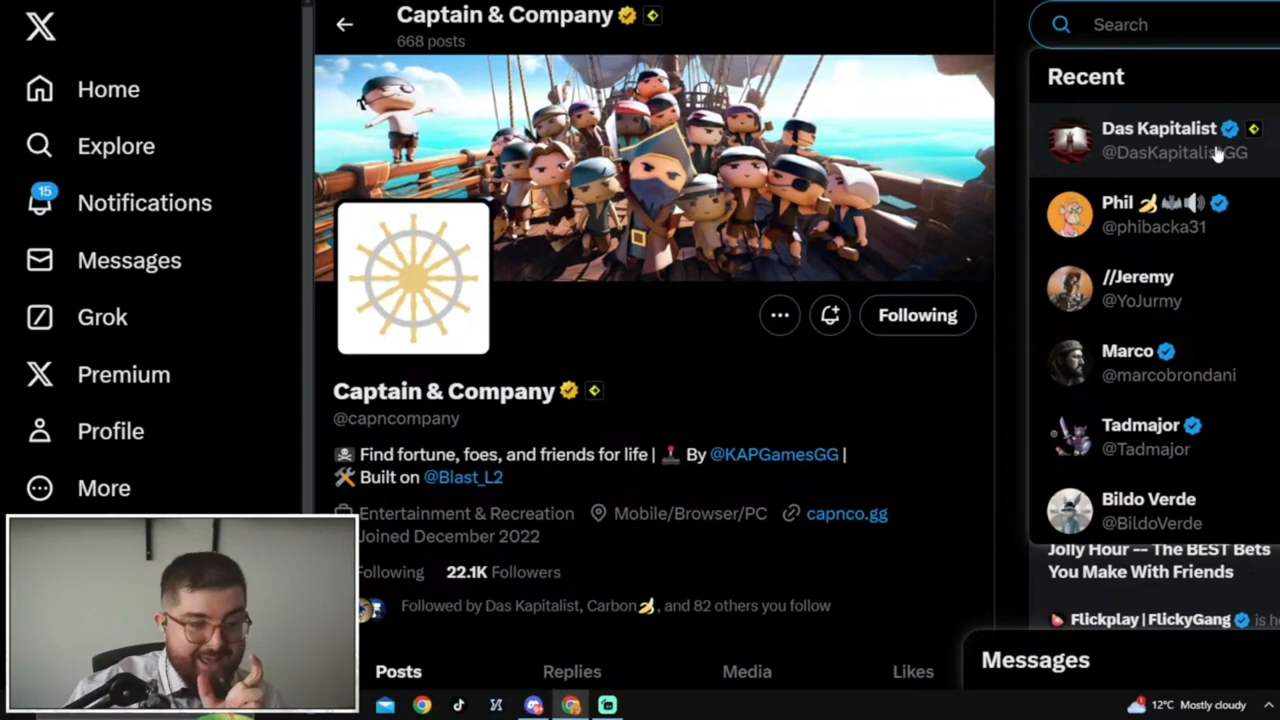 Home
Explore
15
Notifications
Messages
Grok
Premium
Profile
More
Captain & Company
668 posts
Following
Captain & Company
@capncompany
Find fortune, foes, and friends for life | By @KAPGamesGG |
Built on @Blast_L2
Entertainment & Recreation Mobile/Browser/PC capnco.gg
Joined December 2022
Following 22.1K Followers
Followed by Das Kapitalist, Carbon, and 82 others you follow
Posts Replies Media Likes
Search
Recent
Das Kapitalist
@DasKapitalistGG
Phil
@phibacka31
//Jeremy
@YoJurmy
Marco
@marcobrondani
Tadmajor
@Tadmajor
Bildo Verde
@BildoVerde
Jolly Hour -- The BEST Bets
You Make With Friends
Flickplay | FlickyGang is h
Messages
12°C Mostly cloudy